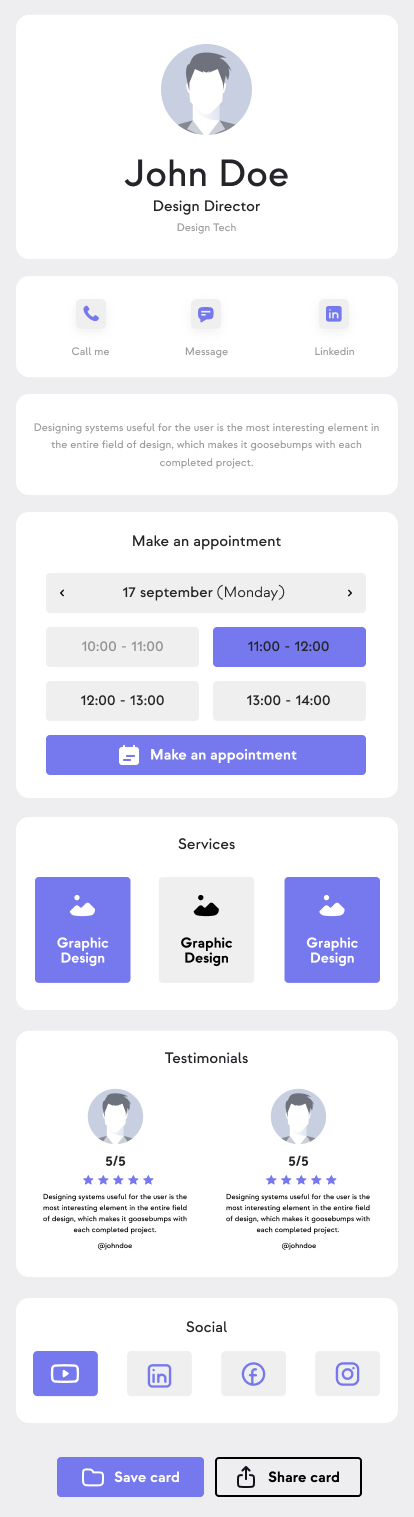 John Doe
Design Director
Design Tech
Call me
Message
Linkedin
Designing systems useful for the user is the most interesting element in
the entire field of design, which makes it goosebumps with each
completed project.
Make an appointment
17 september (Monday)
10:00 - 11:00
11:00 - 12:00
12:00 - 13:00
13:00 - 14:00
Make an appointment
Services
Graphic
Design
Graphic
Design
Graphic
Design
Testimonials
5/5
Designing systems useful for the user is the
most interesting element in the entire field
of design, which makes it goosebumps with
each completed project.
@johndoe
5/5
Designing systems useful for the user is the
most interesting element in the entire field
of design, which makes it goosebumps with
each completed project.
@johndoe
Social
Save card
Share card